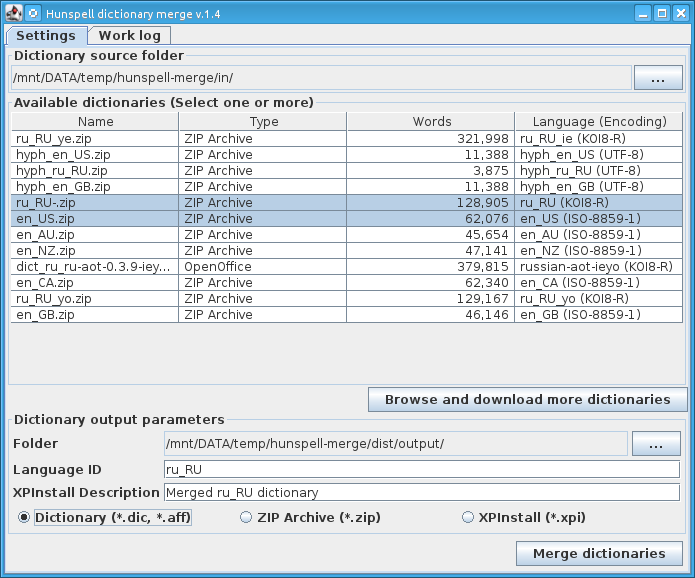 Hunspell dictionary merge v.1.4
Settings Work log
Dictionary source folder
/mnt/DATA/temp/hunspell-merge/in/ ...
Available dictionaries (Select one or more)
Name Type Words Language (Encoding)
ru_RU_ye.zip ZIP Archive 321,998 ru_RU_ie (KOI8-R)
hyph_en_US.zip ZIP Archive 11,388 hyph_en_US (UTF-8)
hyph_ru_RU.zip ZIP Archive 3,875 hyph_ru_RU (UTF-8)
hyph_en_GB.zip ZIP Archive 11,388 hyph_en_GB (UTF-8)
ru_RU-.zip ZIP Archive 128,905 ru_RU (KOI8-R)
en_US.zip ZIP Archive 62,076 en_US (ISO-8859-1)
en_AU.zip ZIP Archive 45,654 en_AU (ISO-8859-1)
en_NZ.zip ZIP Archive 47,141 en_NZ (ISO-8859-1)
dict_ru_ru-aot-0.3.9-iey... OpenOffice 379,815 russian-aot-ieyo (KOI8-R)
en_CA.zip ZIP Archive 62,340 en_CA (ISO-8859-1)
ru_RU_yo.zip ZIP Archive 129,167 ru_RU_yo (KOI8-R)
en_GB.zip ZIP Archive 46,146 en_GB (ISO-8859-1)
Browse and download more dictionaries
Dictionary output parameters
Folder /mnt/DATA/temp/hunspell-merge/dist/output/ ...
Language ID ru_RU
XPInstall Description Merged ru_RU dictionary
Dictionary (*.dic, *.aff) ZIP Archive (*.zip) XPInstall (*.xpi)
Merge dictionaries